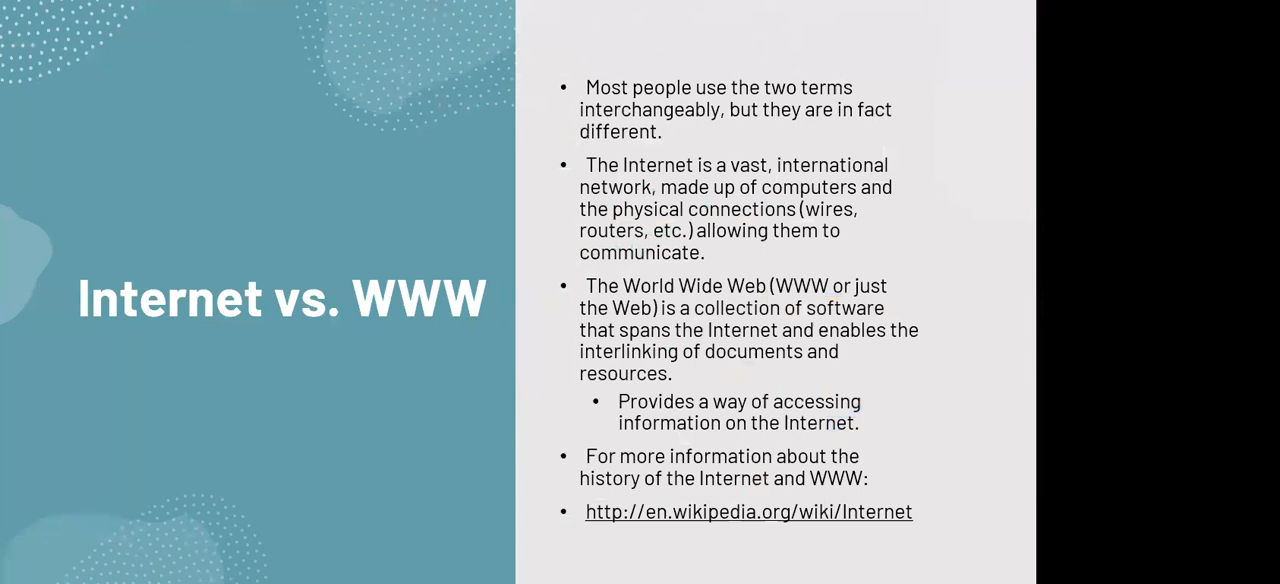 Internet vs. WWW
• Most people use the two terms
interchangeably, but they are in fact
different.
• The Internet is a vast, international
network, made up of computers and
the physical connections (wires,
routers, etc.) allowing them to
communicate.
• The World Wide Web (WWW or just
the Web) is a collection of software
that spans the Internet and enables the
interlinking of documents and
resources.
• Provides a way of accessing
information on the Internet.
• For more information about the
history of the Internet and WWW:
• http://en.wikipedia.org/wiki/Internet